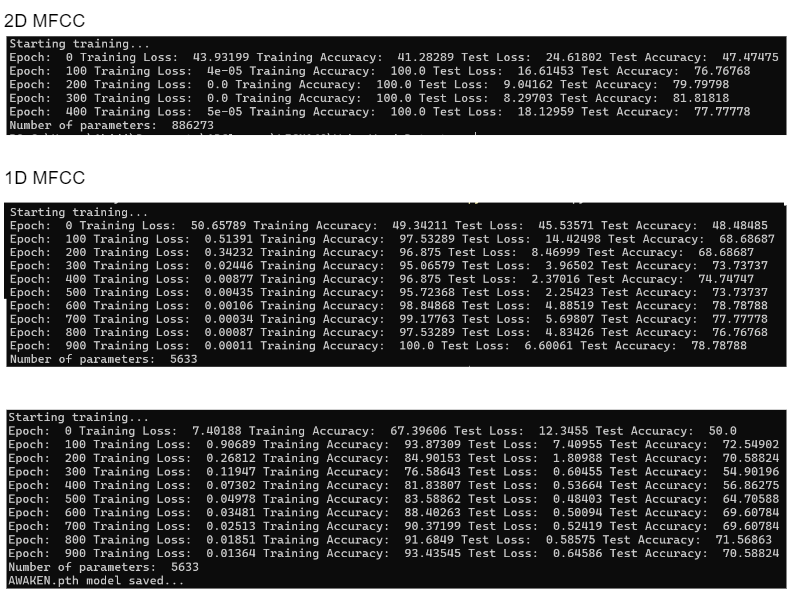 2D MFCC
Starting training...
Epoch:  0 Training Loss:  43.93199 Training Accuracy:  41.28289 Test Loss:  24.61802 Test Accuracy:  47.47475
Epoch:  100 Training Loss:  4e-05 Training Accuracy:  100.0 Test Loss:  16.61453 Test Accuracy:  76.76768
Epoch:  200 Training Loss:  0.0 Training Accuracy:  100.0 Test Loss:  9.04162 Test Accuracy:  79.79798
Epoch:  300 Training Loss:  0.0 Training Accuracy:  100.0 Test Loss:  8.29703 Test Accuracy:  81.81818
Epoch:  400 Training Loss:  5e-05 Training Accuracy:  100.0 Test Loss:  18.12959 Test Accuracy:  77.77778
Number of parameters:  886273
1D MFCC
Starting training...
Epoch:  0 Training Loss:  50.65789 Training Accuracy:  49.34211 Test Loss:  45.53571 Test Accuracy:  48.48485
Epoch:  100 Training Loss:  0.51391 Training Accuracy:  97.53289 Test Loss:  14.42498 Test Accuracy:  68.68687
Epoch:  200 Training Loss:  0.34232 Training Accuracy:  96.875 Test Loss:  8.46999 Test Accuracy:  68.68687
Epoch:  300 Training Loss:  0.02446 Training Accuracy:  95.06579 Test Loss:  3.96502 Test Accuracy:  73.73737
Epoch:  400 Training Loss:  0.00877 Training Accuracy:  96.875 Test Loss:  2.37016 Test Accuracy:  74.74747
Epoch:  500 Training Loss:  0.00435 Training Accuracy:  95.72368 Test Loss:  2.25423 Test Accuracy:  73.73737
Epoch:  600 Training Loss:  0.00106 Training Accuracy:  98.84868 Test Loss:  4.88519 Test Accuracy:  78.78788
Epoch:  700 Training Loss:  0.00034 Training Accuracy:  99.17763 Test Loss:  5.69807 Test Accuracy:  77.77778
Epoch:  800 Training Loss:  0.00087 Training Accuracy:  97.53289 Test Loss:  4.83426 Test Accuracy:  76.76768
Epoch:  900 Training Loss:  0.00011 Training Accuracy:  100.0 Test Loss:  6.60061 Test Accuracy:  78.78788
Number of parameters:  5633
Starting training...
Epoch:  0 Training Loss:  7.40188 Training Accuracy:  67.39606 Test Loss:  12.3455 Test Accuracy:  50.0
Epoch:  100 Training Loss:  0.90689 Training Accuracy:  93.87309 Test Loss:  7.40955 Test Accuracy:  72.54902
Epoch:  200 Training Loss:  0.26812 Training Accuracy:  84.90153 Test Loss:  1.80988 Test Accuracy:  70.58824
Epoch:  300 Training Loss:  0.11947 Training Accuracy:  76.58643 Test Loss:  0.60455 Test Accuracy:  54.90196
Epoch:  400 Training Loss:  0.07302 Training Accuracy:  81.83807 Test Loss:  0.53664 Test Accuracy:  56.86275
Epoch:  500 Training Loss:  0.04978 Training Accuracy:  83.58862 Test Loss:  0.48403 Test Accuracy:  64.70588
Epoch:  600 Training Loss:  0.03481 Training Accuracy:  88.40263 Test Loss:  0.50094 Test Accuracy:  69.60784
Epoch:  700 Training Loss:  0.02513 Training Accuracy:  90.37199 Test Loss:  0.52419 Test Accuracy:  69.60784
Epoch:  800 Training Loss:  0.01851 Training Accuracy:  91.6849 Test Loss:  0.58575 Test Accuracy:  71.56863
Epoch:  900 Training Loss:  0.01364 Training Accuracy:  93.43545 Test Loss:  0.64586 Test Accuracy:  70.58824
Number of parameters:  5633
AWAKEN.pth model saved...